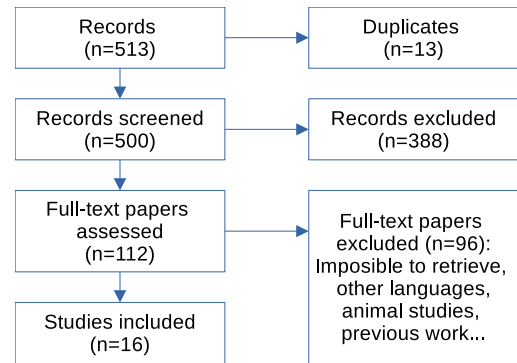 Records
(n=513)
Duplicates
(n=13)
Records screened
(n=500)
Records excluded
(n=388)
Full-text papers
assessed
(n=112)
Full-text papers
excluded (n=96):
Imposible to retrieve,
other languages,
animal studies,
previous work...
Studies included
(n=16)